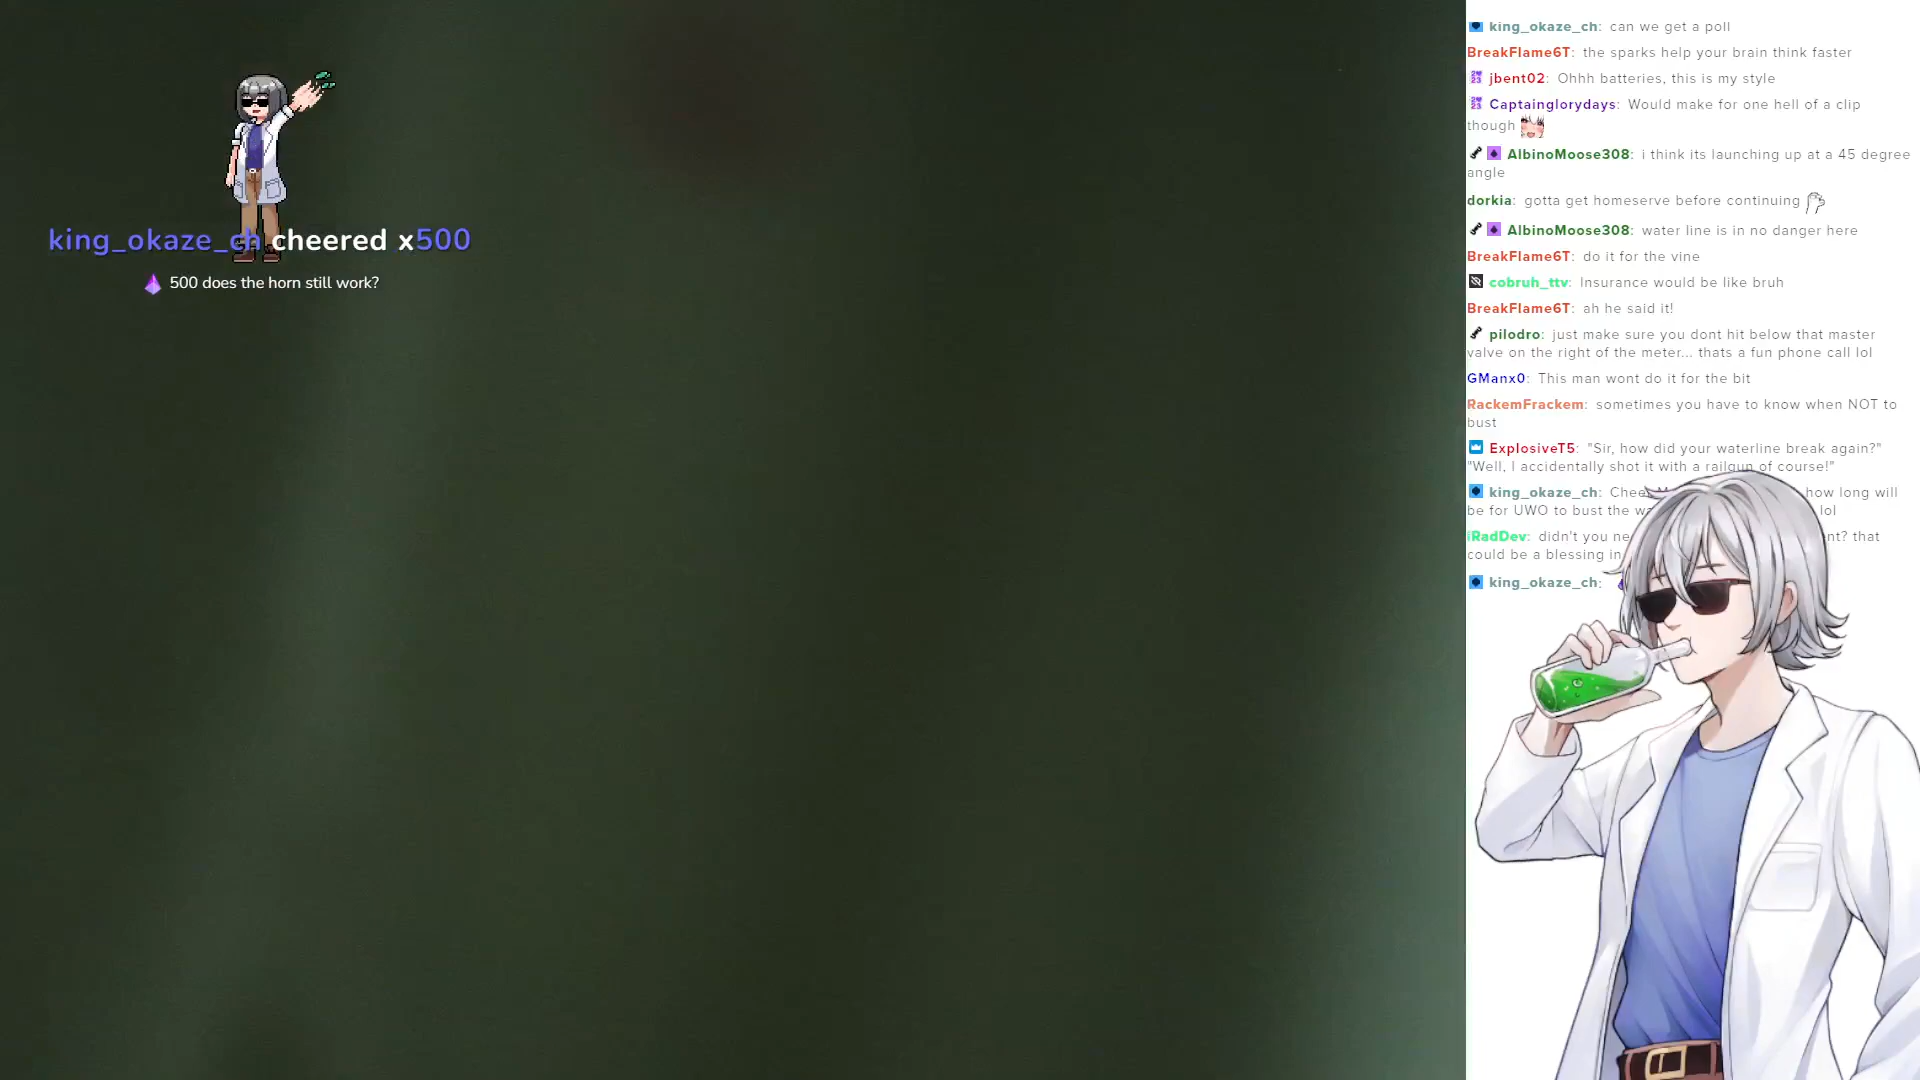 king_okaze_ch cheered x500
500 does the horn still work?
king_okaze_ch: can we get a poll
BreakFlame6T: the sparks help your brain think faster
jbent02: Ohhh batteries, this is my style
Captainglorydays: Would make for one hell of a clip
though
AlbinoMoose308: i think its launching up at a 45 degree
angle
dorkia: gotta get homeserve before continuing
AlbinoMoose308: water line is in no danger here
BreakFlame6T: do it for the vine
cobruh_ttv: Insurance would be like bruh
BreakFlame6T: ah he said it!
pilodro: just make sure you dont hit below that master
valve on the right of the meter... thats a fun phone call lol
GManx0: This man wont do it for the bit
RackemFrackem: sometimes you have to know when NOT to
bust
ExplosiveT5: "Sir, how did your waterline break again?"
"Well, I accidentally shot it with a railgun of course!"
king_okaze_ch: how long will
be for UWO to bust the lol
iRadDev: didn't you that
could be a blessing in
king_okaze_ch: